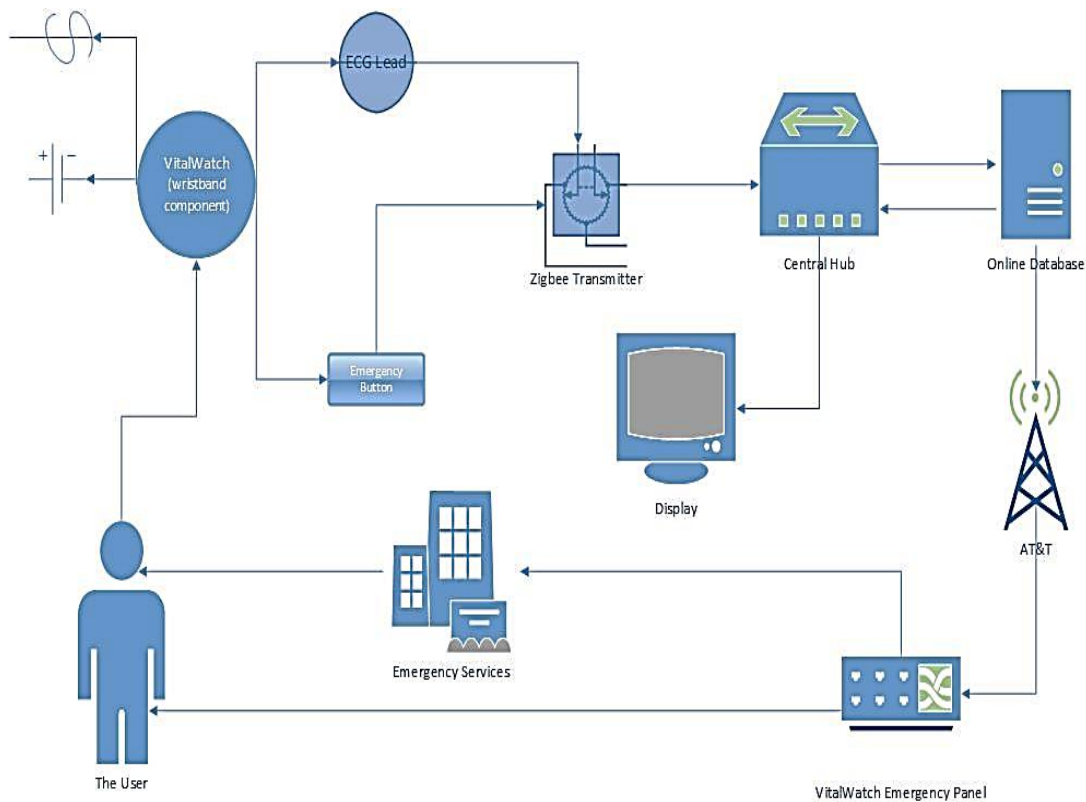 ECG Lead
+ -
VitalWatch
(wristband
component)
Zigbee Transmitter
Central Hub
Online Database
Emergency
Button
Display
AT&T
Emergency Services
The User
VitalWatch Emergency Panel